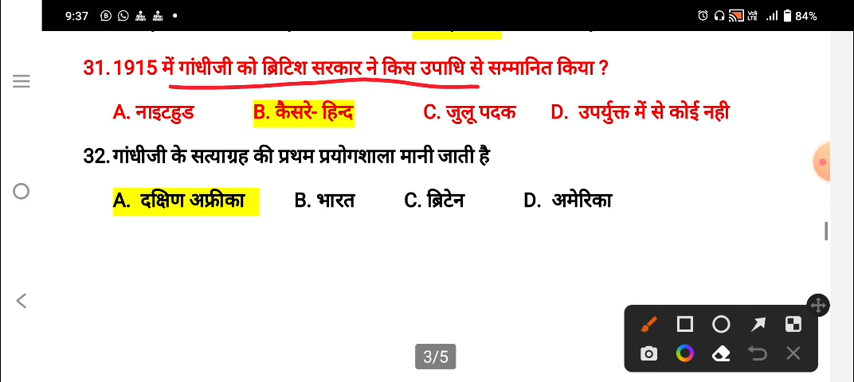 9:37 84%
31. 1915 में गांधीजी को ब्रिटिश सरकार ने किस उपाधि से सम्मानित किया ?
A. नाइटहुड B. कैसरे- हिन्द C. जुलू पदक D. उपर्युक्त में से कोई नही
32. गांधीजी के सत्याग्रह की प्रथम प्रयोगशाला मानी जाती है
A. दक्षिण अफ्रीका B. भारत C. ब्रिटेन D. अमेरिका
3/5